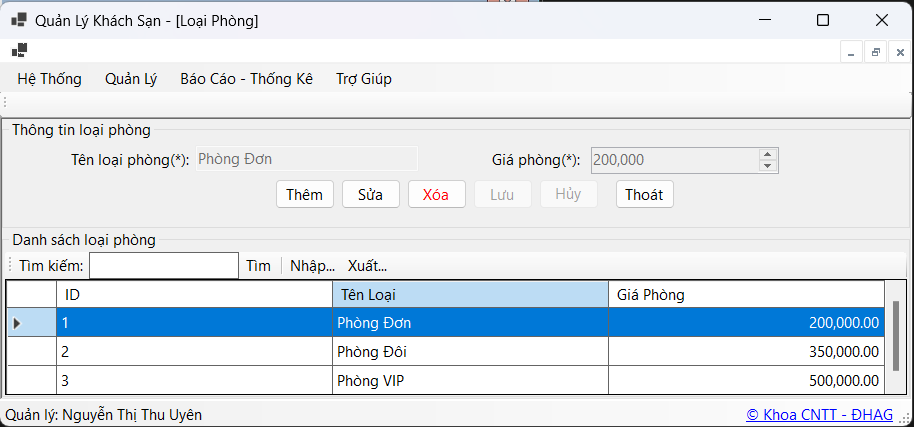 Quản Lý Khách Sạn - [Loại Phòng]
Hệ Thống Quản Lý Báo Cáo - Thống Kê Trợ Giúp
Thông tin loại phòng
Tên loại phòng(*): Phòng Đơn Giá phòng(*): 200,000
Thêm Sửa Xóa Lưu Hủy Thoát
Danh sách loại phòng
Tìm kiếm: Tìm Nhập... Xuất...
ID Tên Loại Giá Phòng
1 Phòng Đơn 200,000.00
2 Phòng Đôi 350,000.00
3 Phòng VIP 500,000.00
Quản lý: Nguyễn Thị Thu Uyên © Khoa CNTT - ĐHAG